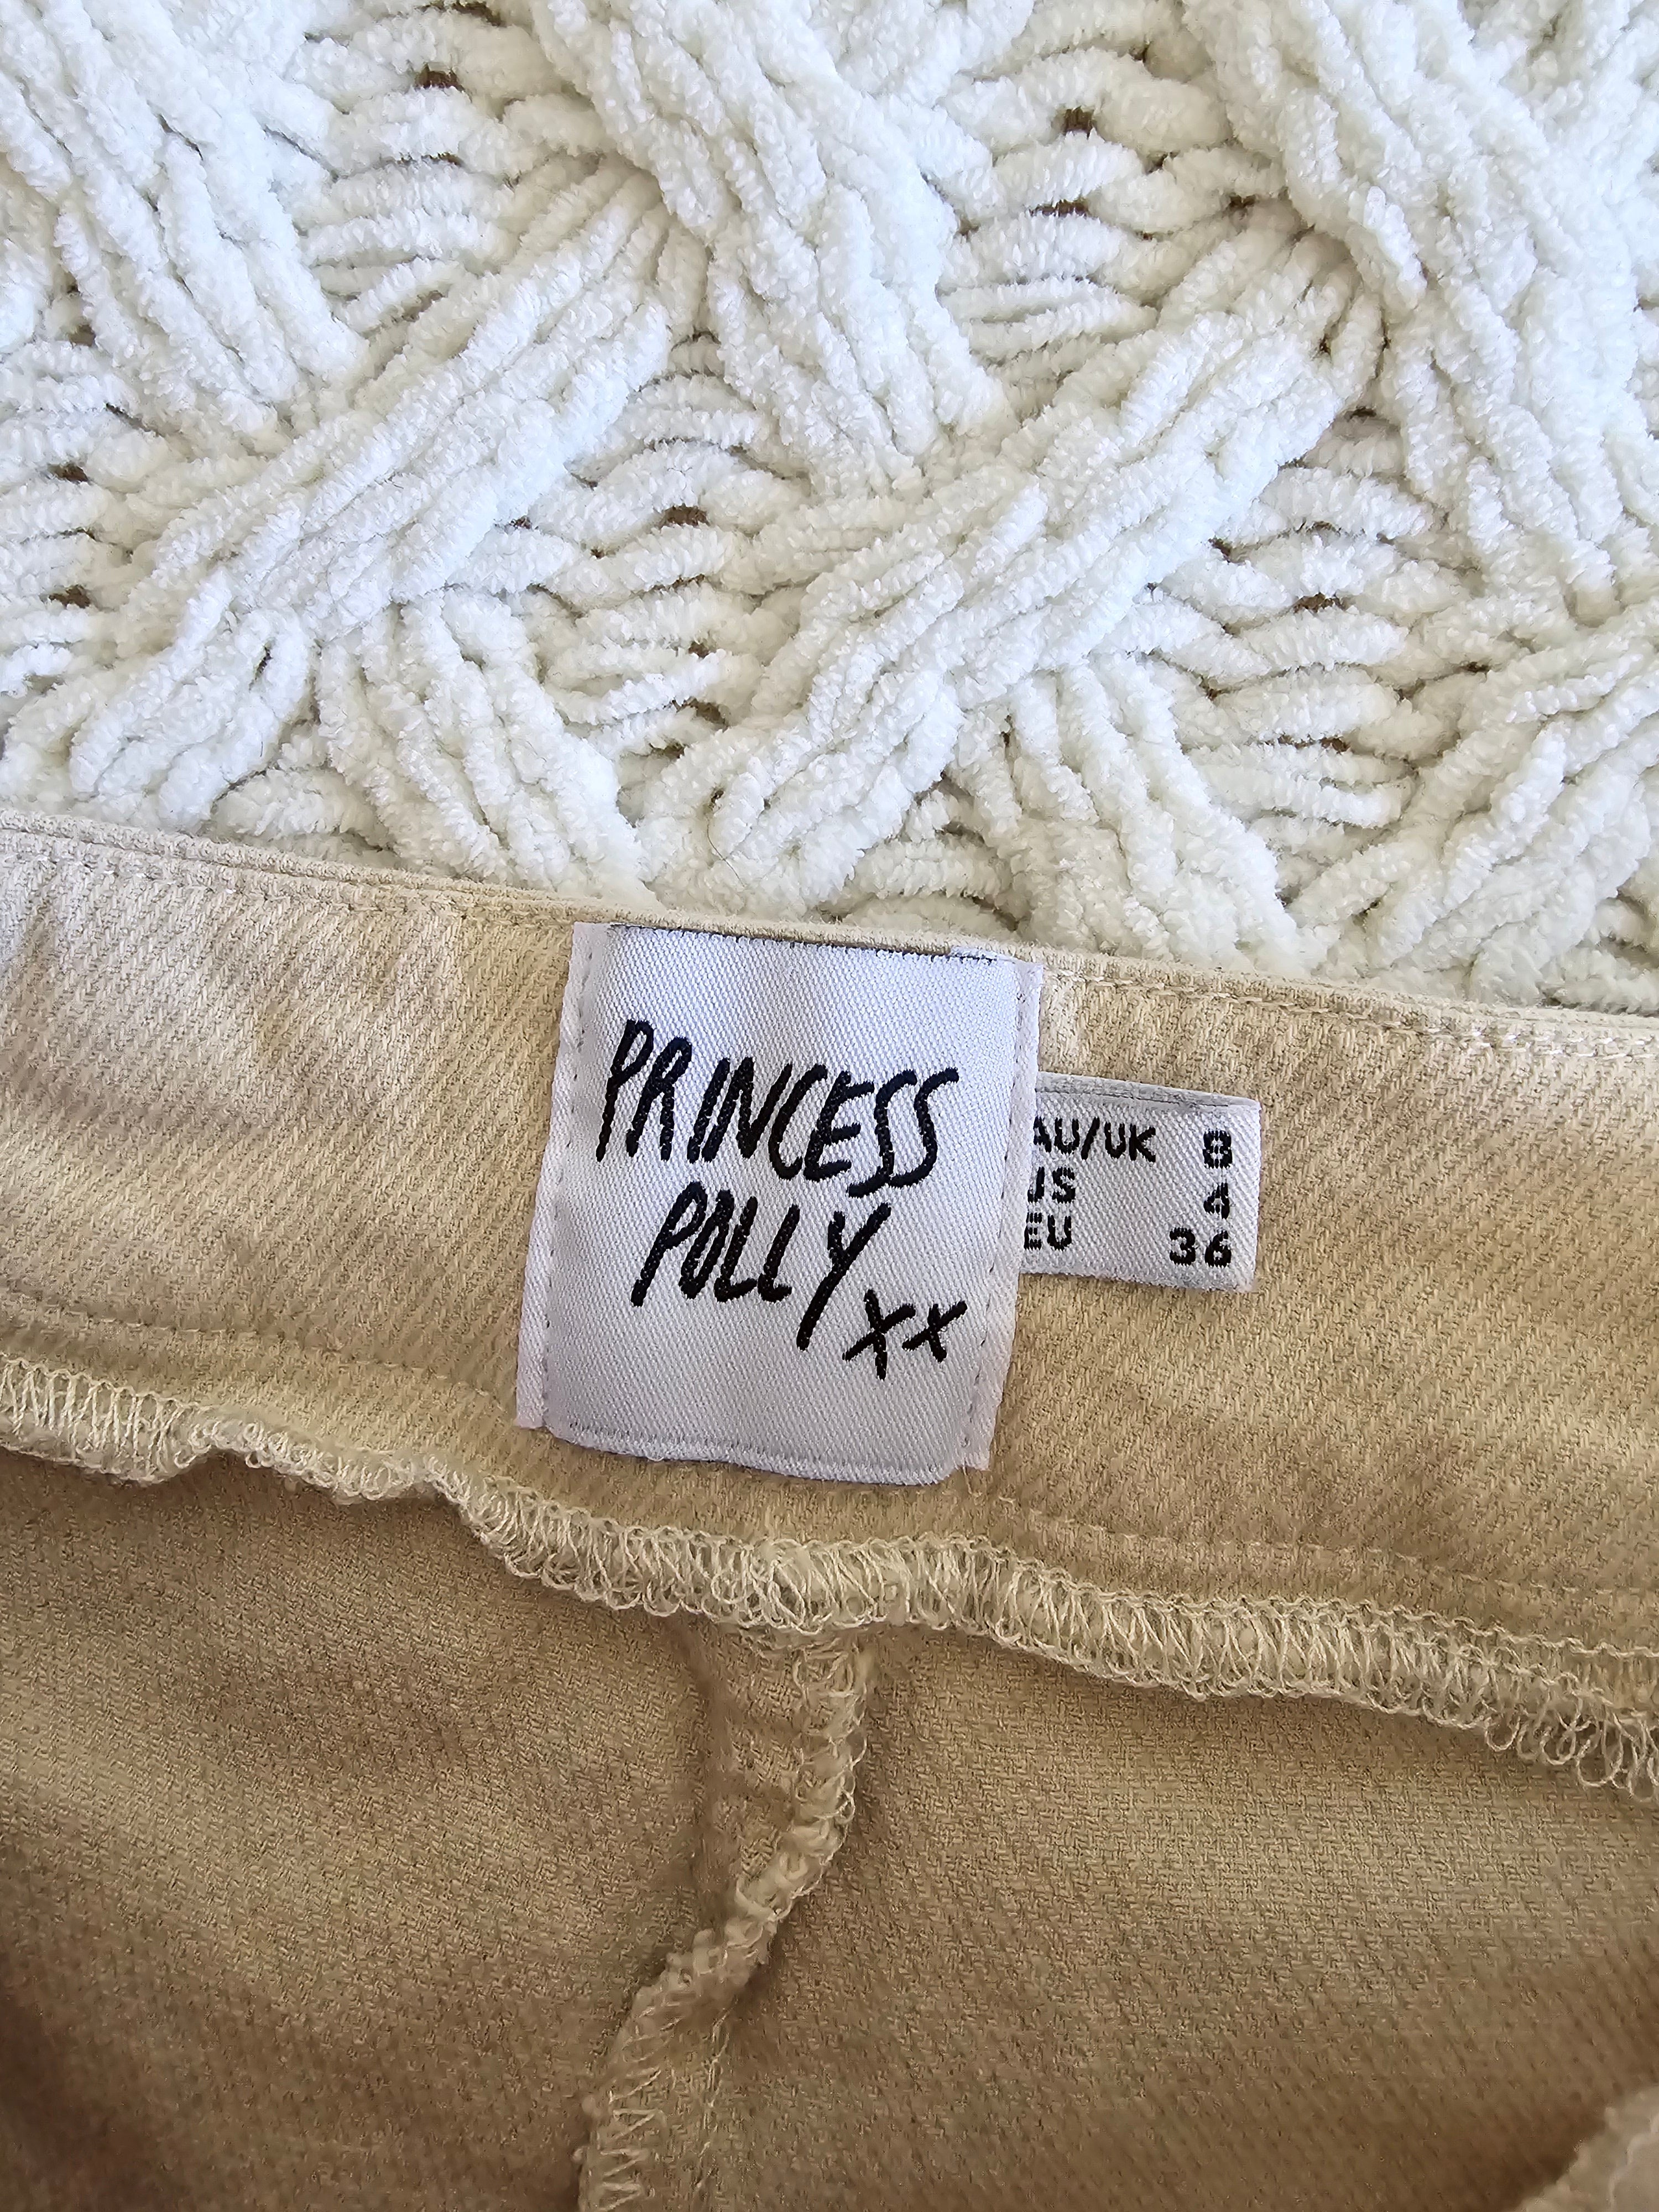 PRINCESS
POLLY
xx
AU/UK 8
US 4
EU 36